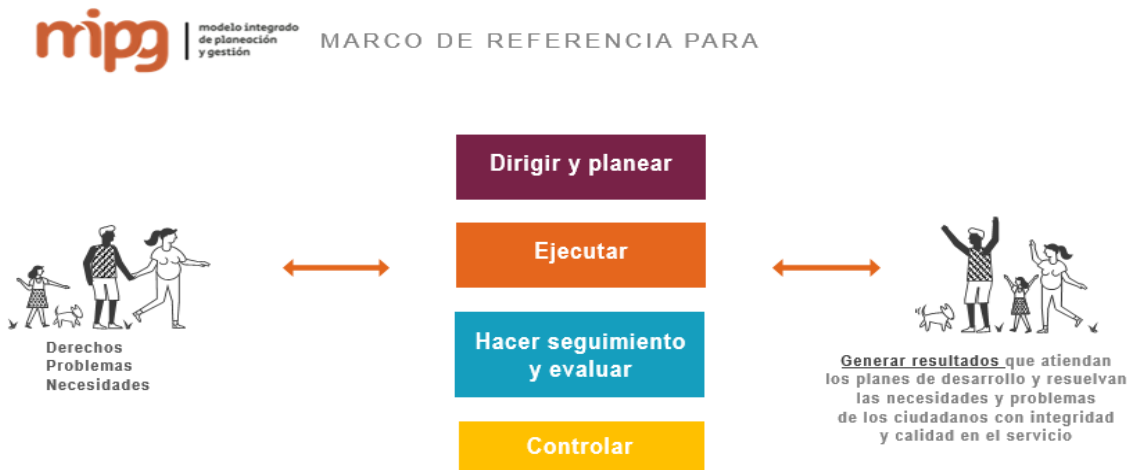 mipg
modelo integrado
de planeación
y gestión
MARCO DE REFERENCIA PARA
Dirigir y planear
Ejecutar
Hacer seguimiento
y evaluar
Controlar
Derechos
Problemas
Necesidades
Generar resultados que atiendan
los planes de desarrollo y resuelvan
las necesidades y problemas
de los ciudadanos con integridad
y calidad en el servicio